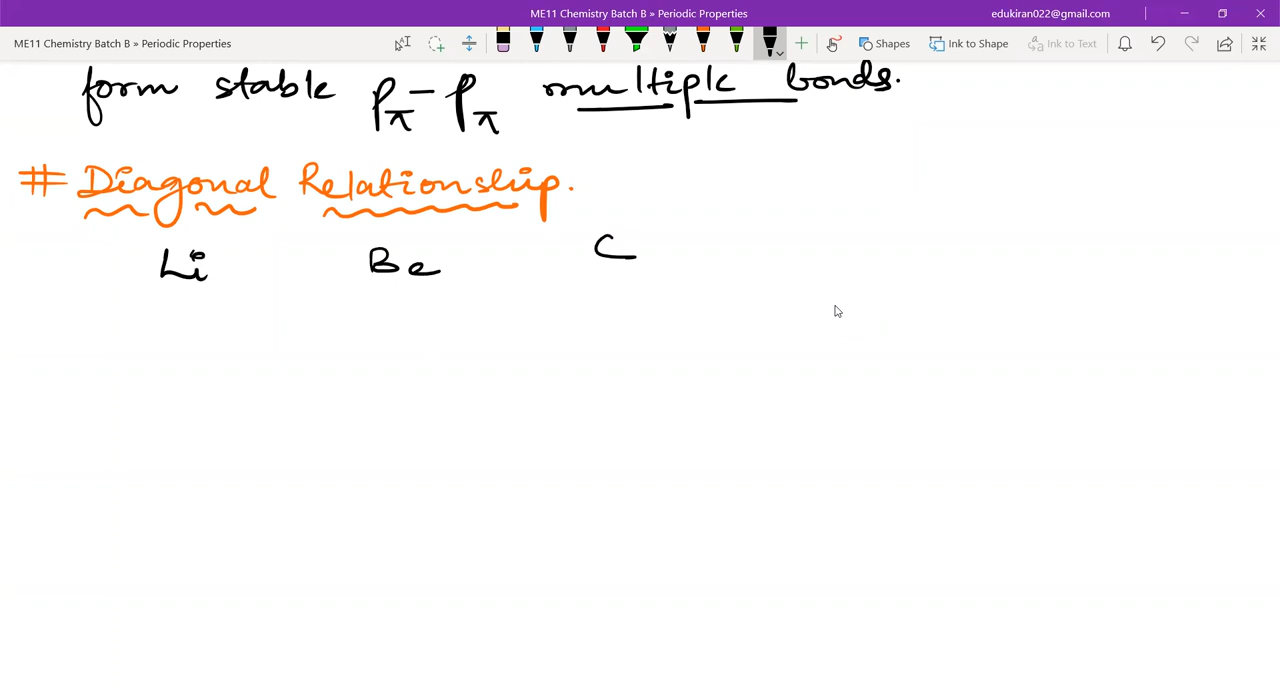 ME11 Chemistry Batch B » Periodic Properties
edukiran022@gmail.com
ME11 Chemistry Batch B » Periodic Properties
Shapes
Ink to Shape
Ink to Text
form stable pπ-pπ multiple bonds.
# Diagonal Relationship.
Li Be C